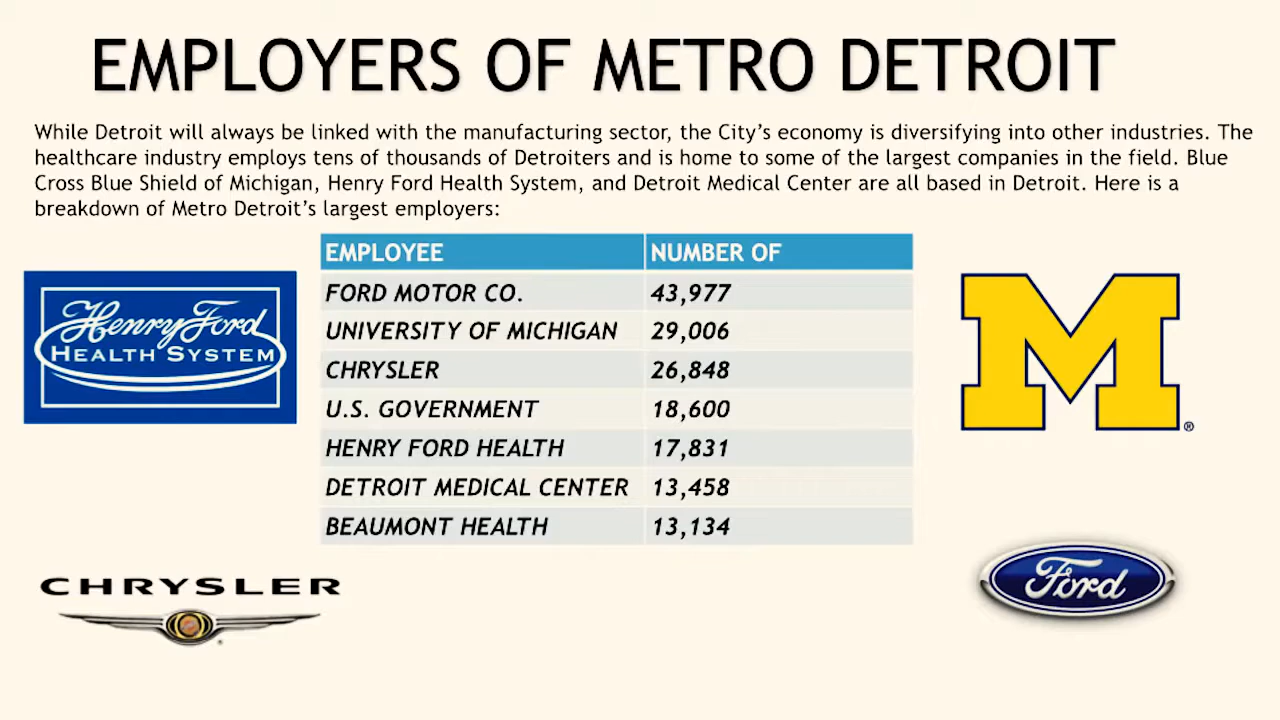 EMPLOYERS OF METRO DETROIT
While Detroit will always be linked with the manufacturing sector, the City's economy is diversifying into other industries. The
healthcare industry employs tens of thousands of Detroiters and is home to some of the largest companies in the field. Blue
Cross Blue Shield of Michigan, Henry Ford Health System, and Detroit Medical Center are all based in Detroit. Here is a
breakdown of Metro Detroit's largest employers:
EMPLOYEE NUMBER OF
FORD MOTOR CO. 43,977
UNIVERSITY OF MICHIGAN 29,006
CHRYSLER 26,848
U.S. GOVERNMENT 18,600
HENRY FORD HEALTH 17,831
DETROIT MEDICAL CENTER 13,458
BEAUMONT HEALTH 13,134
Henry Ford
HEALTH SYSTEM
M
®
CHRYSLER
Ford